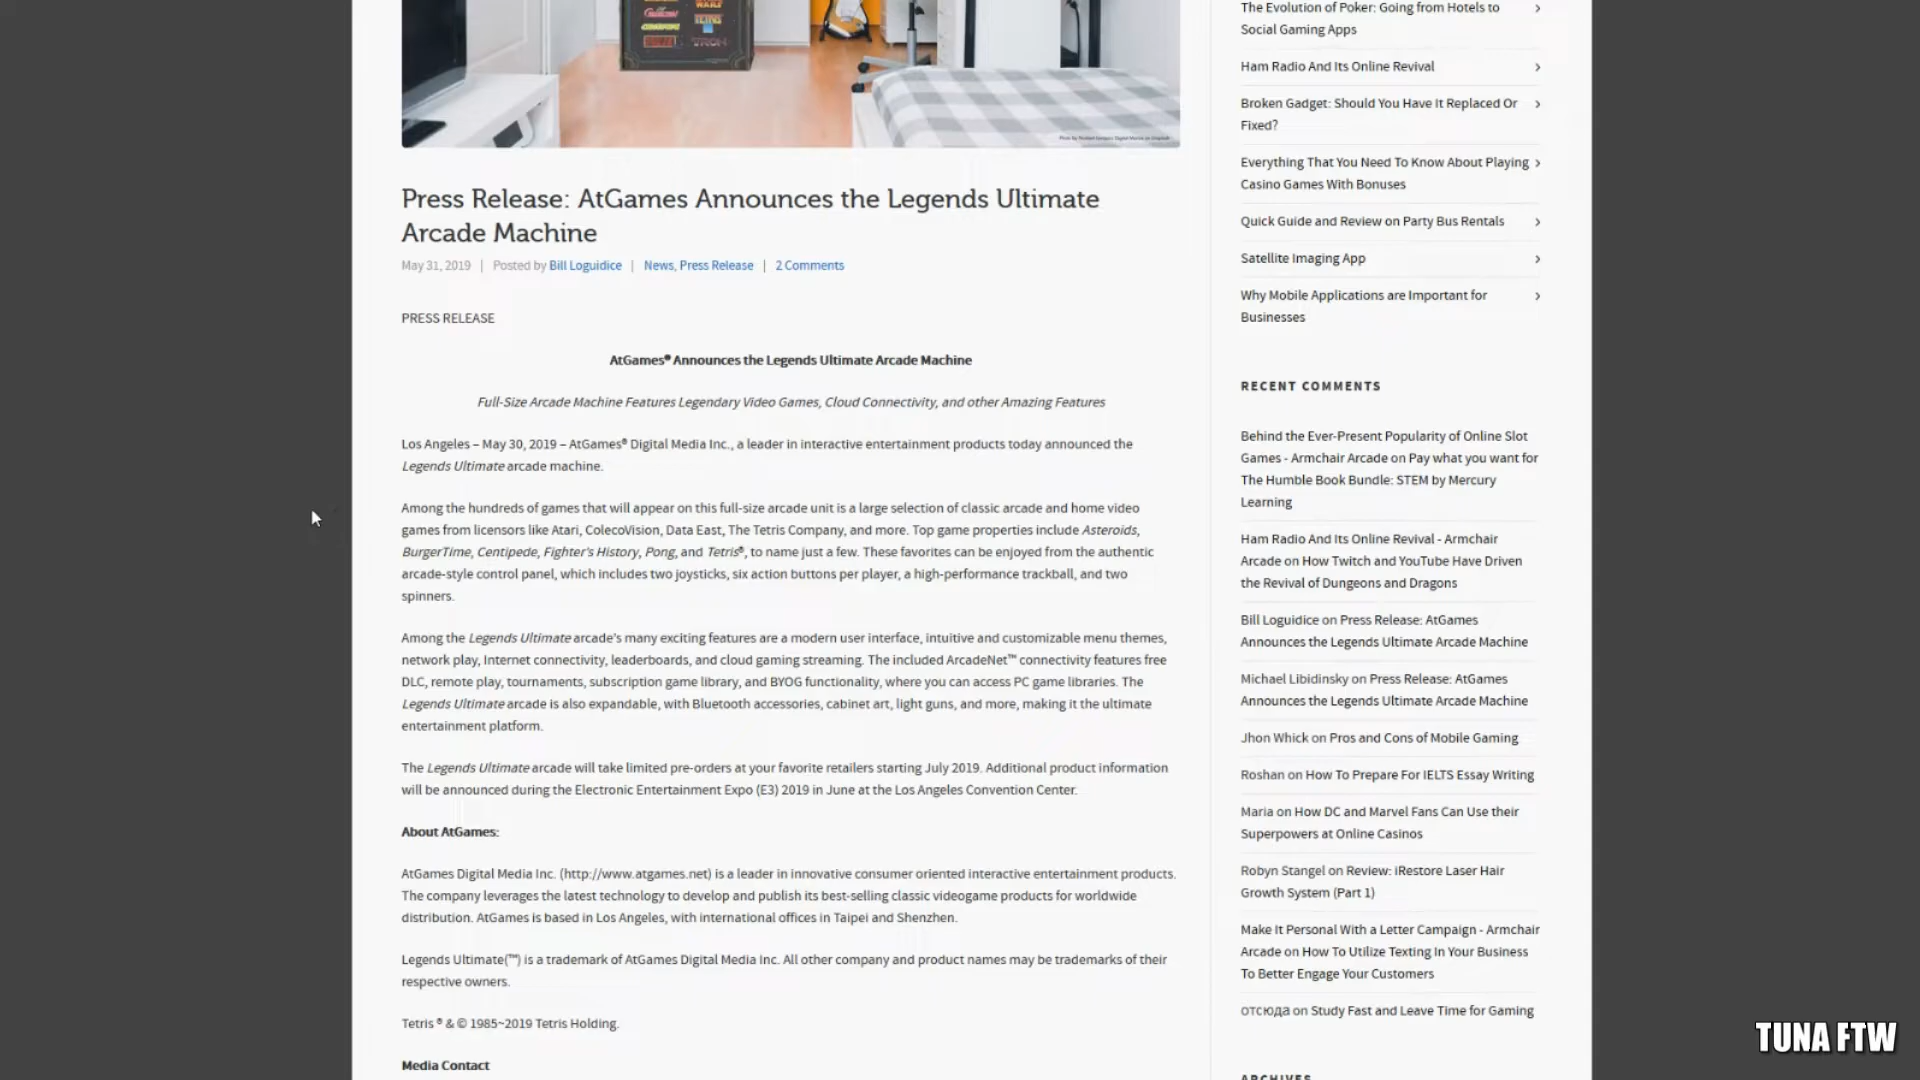 WARS
TETRIS
TRON
Press Release: AtGames Announces the Legends Ultimate
Arcade Machine
May 31, 2019 | Posted by Bill Loguidice | News, Press Release | 2 Comments
PRESS RELEASE
AtGames® Announces the Legends Ultimate Arcade Machine
Full-Size Arcade Machine Features Legendary Video Games, Cloud Connectivity, and other Amazing Features
Los Angeles – May 30, 2019 – AtGames® Digital Media Inc., a leader in interactive entertainment products today announced the
Legends Ultimate arcade machine.
Among the hundreds of games that will appear on this full-size arcade unit is a large selection of classic arcade and home video
games from licensors like Atari, ColecoVision, Data East, The Tetris Company, and more. Top game properties include Asteroids,
BurgerTime, Centipede, Fighter's History, Pong, and Tetris®, to name just a few. These favorites can be enjoyed from the authentic
arcade-style control panel, which includes two joysticks, six action buttons per player, a high-performance trackball, and two
spinners.
Among the Legends Ultimate arcade's many exciting features are a modern user interface, intuitive and customizable menu themes,
network play, Internet connectivity, leaderboards, and cloud gaming streaming. The included ArcadeNet™ connectivity features free
DLC, remote play, tournaments, subscription game library, and BYOG functionality, where you can access PC game libraries. The
Legends Ultimate arcade is also expandable, with Bluetooth accessories, cabinet art, light guns, and more, making it the ultimate
entertainment platform.
The Legends Ultimate arcade will take limited pre-orders at your favorite retailers starting July 2019. Additional product information
will be announced during the Electronic Entertainment Expo (E3) 2019 in June at the Los Angeles Convention Center.
About AtGames:
AtGames Digital Media Inc. (http://www.atgames.net) is a leader in innovative consumer oriented interactive entertainment products.
The company leverages the latest technology to develop and publish its best-selling classic videogame products for worldwide
distribution. AtGames is based in Los Angeles, with international offices in Taipei and Shenzhen.
Legends Ultimate(™) is a trademark of AtGames Digital Media Inc. All other company and product names may be trademarks of their
respective owners.
Tetris ® & © 1985~2019 Tetris Holding.
Media Contact
The Evolution of Poker: Going from Hotels to
Social Gaming Apps
Ham Radio And Its Online Revival
Broken Gadget: Should You Have It Replaced Or
Fixed?
Everything That You Need To Know About Playing
Casino Games With Bonuses
Quick Guide and Review on Party Bus Rentals
Satellite Imaging App
Why Mobile Applications are Important for
Businesses
RECENT COMMENTS
Behind the Ever-Present Popularity of Online Slot
Games - Armchair Arcade on Pay what you want for
The Humble Book Bundle: STEM by Mercury
Learning
Ham Radio And Its Online Revival - Armchair
Arcade on How Twitch and YouTube Have Driven
the Revival of Dungeons and Dragons
Bill Loguidice on Press Release: AtGames
Announces the Legends Ultimate Arcade Machine
Michael Libidinsky on Press Release: AtGames
Announces the Legends Ultimate Arcade Machine
Jhon Whick on Pros and Cons of Mobile Gaming
Roshan on How To Prepare For IELTS Essay Writing
Maria on How DC and Marvel Fans Can Use their
Superpowers at Online Casinos
Robyn Stangel on Review: iRestore Laser Hair
Growth System (Part 1)
Make It Personal With a Letter Campaign - Armchair
Arcade on How To Utilize Texting In Your Business
To Better Engage Your Customers
отсюда on Study Fast and Leave Time for Gaming
ARCHIVES
TUNA FTW